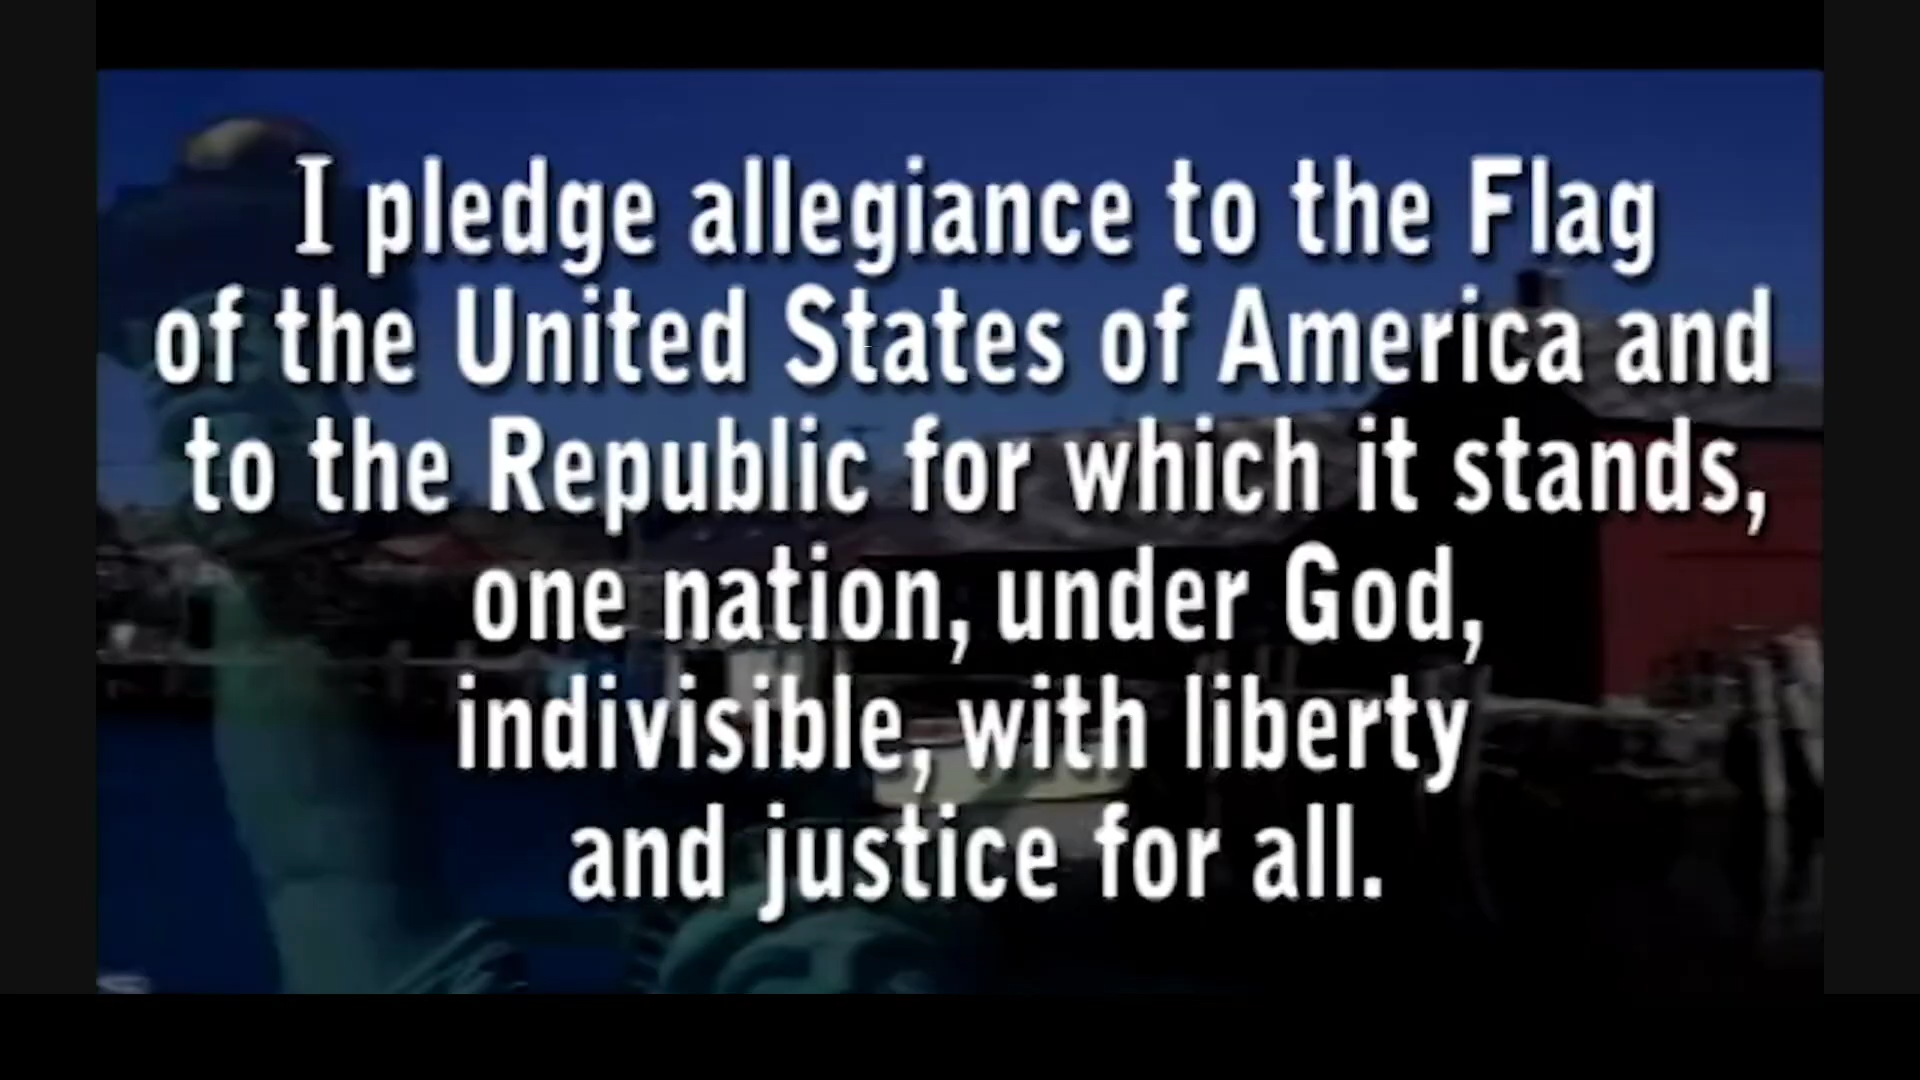 I pledge allegiance to the Flag
of the United States of America and
to the Republic for which it stands,
one nation, under God,
indivisible, with liberty
and justice for all.